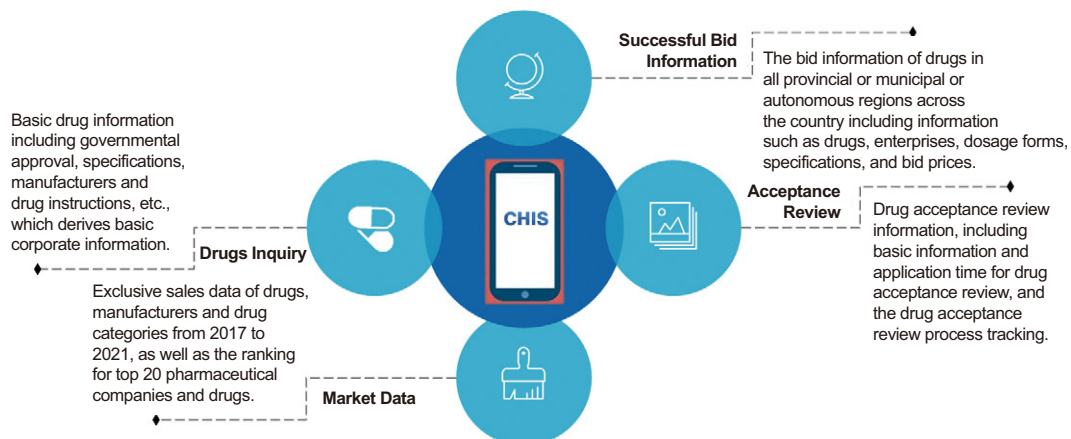 Successful Bid
Information
The bid information of drugs in
all provincial or municipal or
autonomous regions across
the country including information
such as drugs, enterprises, dosage forms,
specifications, and bid prices.
Basic drug information
including governmental
approval, specifications,
manufacturers and
drug instructions, etc.,
which derives basic
corporate information.
Drugs Inquiry
CHIS
Acceptance
Review
Drug acceptance review
information, including
basic information and
application time for drug
acceptance review, and
the drug acceptance
review process tracking.
Exclusive sales data of drugs,
manufacturers and drug
categories from 2017 to
2021, as well as the ranking
for top 20 pharmaceutical
companies and drugs.
Market Data